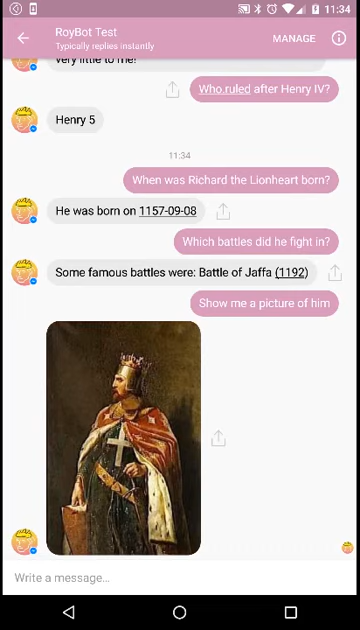 11:34
RoyBot Test
Typically replies instantly
MANAGE
very little to me!
Who.ruled after Henry IV?
Henry 5
11:34
When was Richard the Lionheart born?
He was born on 1157-09-08
Which battles did he fight in?
Some famous battles were: Battle of Jaffa (1192)
Show me a picture of him
Write a message...